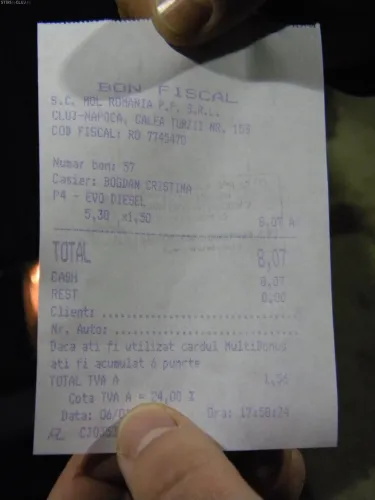 BON FISCAL
S.C. MOL ROMANIA P.P. S.R.L.
CLUJ-NAPOCA, CALEA TURZII NR.
COD FISCAL: RO 7745470
Numar bon: 57
Casier: BOGDAN CRISTINA
P4 - EVO DIESEL
5,38 x1,50 8,07 A
TOTAL 8,07
CASH 8,07
REST 0,00
Client: ........................
Nr. Auto: ......................
Daca ati fi utilizat cardul MultiBonus
ati fi acumulat 6 puncte
TOTAL TVA A 1,56
Cota TVA A = 24,00 %
Data: 06/0 Ora: 17:58:24